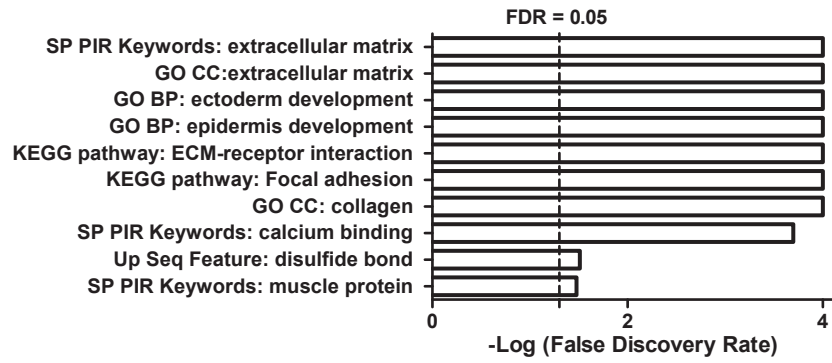 FDR = 0.05
SP PIR Keywords: extracellular matrix
GO CC:extracellular matrix
GO BP: ectoderm development
GO BP: epidermis development
KEGG pathway: ECM-receptor interaction
KEGG pathway: Focal adhesion
GO CC: collagen
SP PIR Keywords: calcium binding
Up Seq Feature: disulfide bond
SP PIR Keywords: muscle protein
0 2 4
-Log (False Discovery Rate)